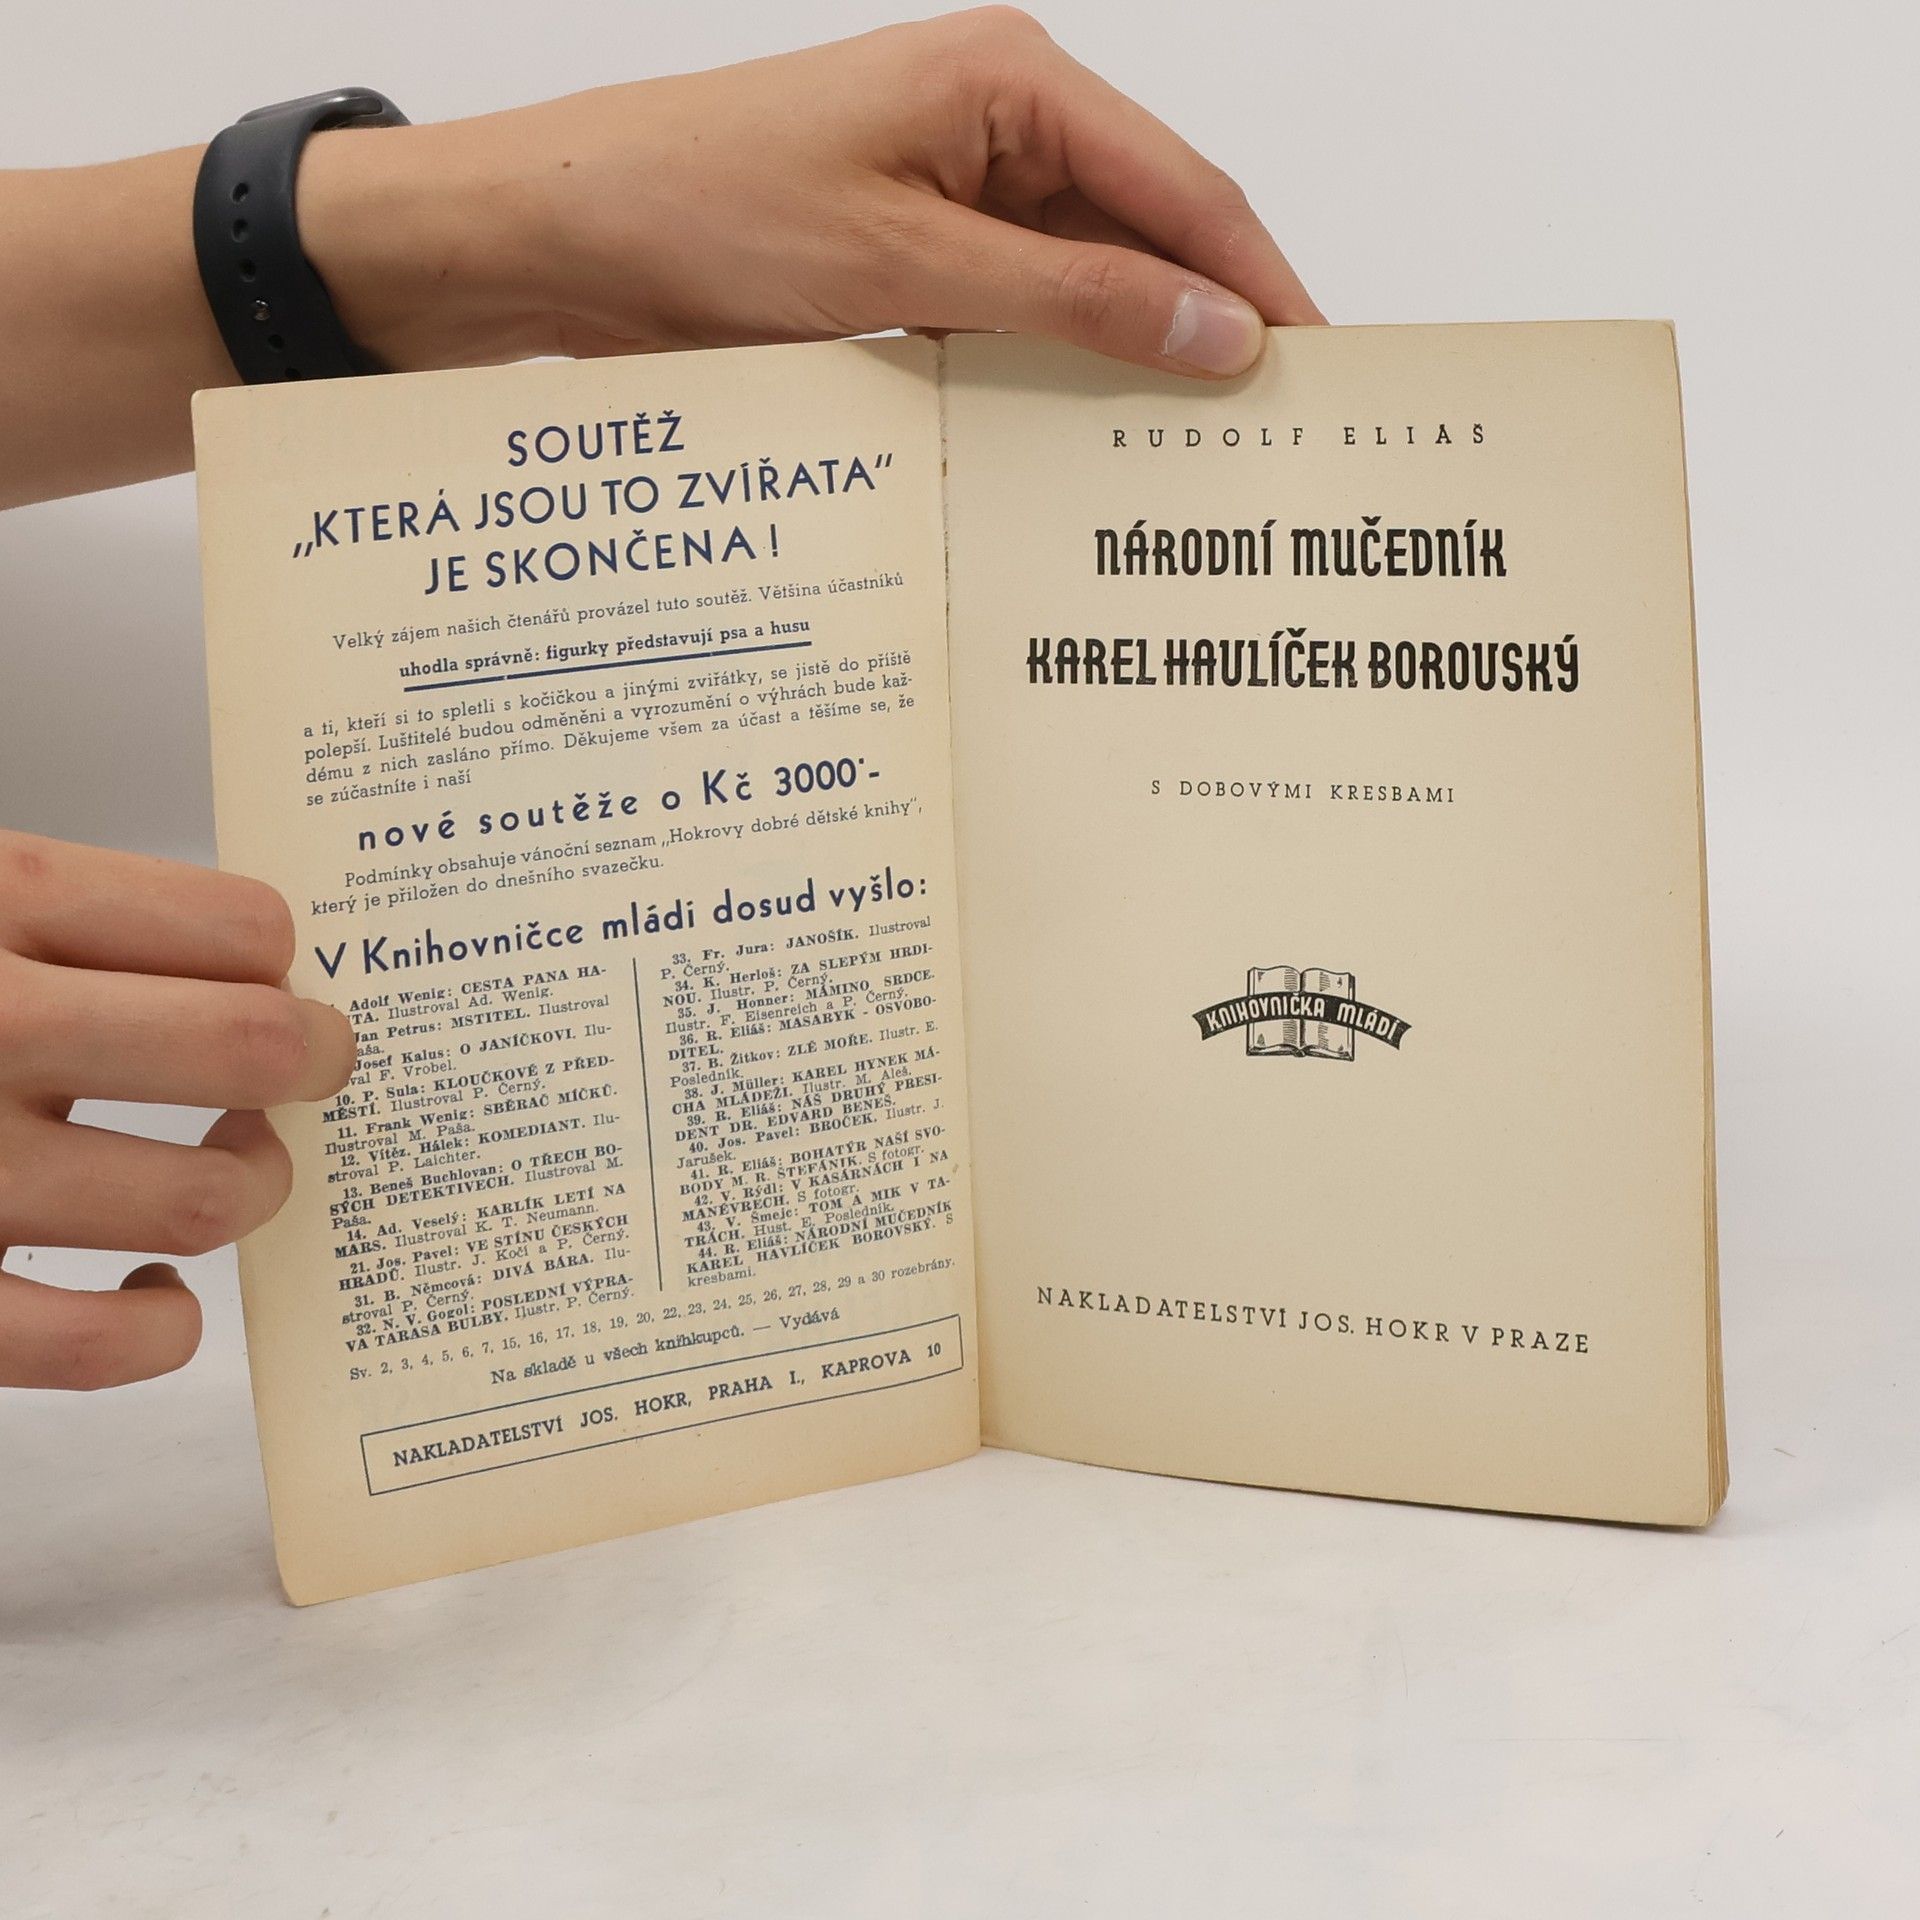 SOUTĚŽ
„KTERÁ JSOU TO ZVÍŘATA“
JE SKONČENA!
Velký zájem našich čtenářů provázel tuto soutěž. Většina účastníků
uhodla správně: figurky představují psa a husu
a ti, kteří si to spletli s kočičkou a jinými zviřátky, se jistě do příště
polepší. Luštitelé budou odměněni a vyrozumění o výhrách bude kaž-
dému z nich zasláno přímo. Děkujeme všem za účast a těšíme se, že
se zúčastníte i naší
nové soutěže o Kč 3000·-
Podmínky obsahuje vánoční seznam „Hokrovy dobré dětské knihy“,
který je přiložen do dnešního svazečku.
V Knihovničce mládí dosud vyšlo:
Adolf Wenig: CESTA PANA HA-
TA. Ilustroval Ad. Wenig.
Jan Petrus: MSTITEL. Ilustroval
Josef Kalus: O JANÍČKOVI. Ilu-
val F. Vrobel.
10. P. Sula: KLOUČKOVÉ Z PŘED-
MĚSTÍ. Ilustroval P. Černý.
11. Frank Wenig: SBĚRAČ MÍČKŮ.
Ilustroval M. Paša.
12. Vítěz. Hálek: KOMEDIANT. Ilu-
stroval P. Laichter.
13. Beneš Buchlovan: O TŘECH BO-
SÝCH DETEKTIVECH. Ilustroval M.
Paša.
14. Ad. Veselý: KARLÍK LETÍ NA
MARS. Ilustroval K. T. Neumann.
21. Jos. Pavel: VE STÍNU ČESKÝCH
HRADŮ. Ilustr. J. Kočí a P. Černý.
31. B. Němcová: DIVÁ BÁRA. Ilu-
stroval P. Černý.
32. N. V. Gogol: POSLEDNÍ VÝPRA-
VA TARASA BULBY. Ilustr. P. Černý.
33. Fr. Jura: JANOŠÍK. Ilustroval
P. Černý.
34. K. Herloš: ZA SLEPÝM HRDI-
NOU. Ilustr. P. Černý.
35. J. Honner: MÁMINO SRDCE.
Ilustr. F. Eisenreich a P. Černý.
36. R. Eliáš: MASARYK - OSVOBO-
DITEL.
37. B. Žitkov: ZLÉ MOŘE. Ilustr. E.
Posledník.
38. J. Müller: KAREL HYNEK MÁ-
CHA MLÁDEŽI. Ilustr. M. Aleš.
39. R. Eliáš: NÁŠ DRUHÝ PRESI-
DENT DR. EDVARD BENEŠ.
40. Jos. Pavel: BROČEK. Ilustr. J.
Jarušek.
41. R. Eliáš: BOHATÝR NAŠÍ SVO-
BODY M. R. ŠTEFÁNIK. S fotogr.
42. V. Rýdl: V KASÁRNÁCH I NA
MANÉVRECH. S fotogr.
43. V. Šmejc: TOM A MIK V TA-
TRÁCH. Ilust. E. Posledník.
44. R. Eliáš: NÁRODNÍ MUČEDNÍK
KAREL HAVLÍČEK BOROVSKÝ. S
kresbami.
Sv. 2, 3, 4, 5, 6, 7, 15, 16, 17, 18, 19, 20, 22, 23, 24, 25, 26, 27, 28, 29 a 30 rozebrány.
Na skladě u všech knihkupců. — Vydává
NAKLADATELSTVÍ JOS. HOKR, PRAHA I., KAPROVA 10
RUDOLF ELIÁŠ
NÁRODNÍ MUČEDNÍK
KAREL HAVLÍČEK BOROVSKÝ
S DOBOVÝMI KRESBAMI
KNIHOVNIČKA MLÁDÍ
NAKLADATELSTVÍ JOS. HOKR V PRAZE